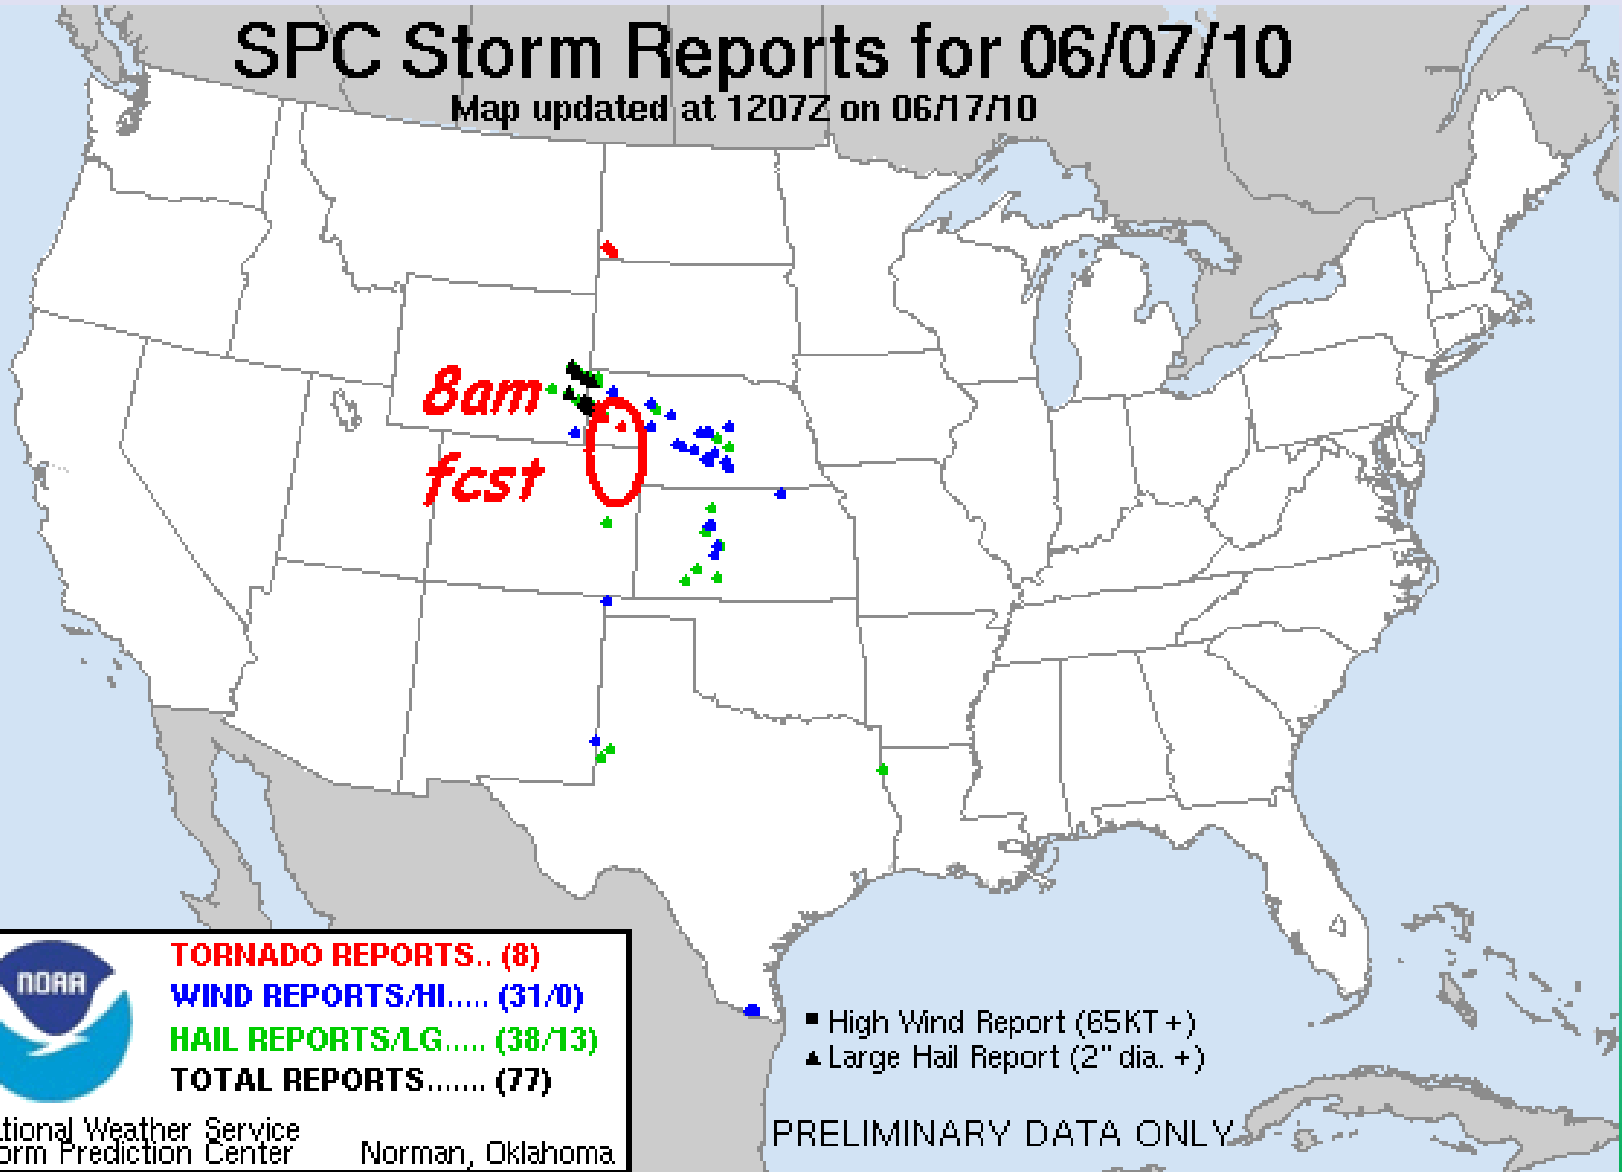 SPC Storm Reports for 06/07/10
Map updated at 1207Z on 06/17/10
8am
fcst
NOAA
TORNADO REPORTS.. (8)
WIND REPORTS/HI..... (31/0)
HAIL REPORTS/LG..... (38/13)
TOTAL REPORTS....... (77)
tional Weather Service
orm Prediction Center Norman, Oklahoma
High Wind Report (65KT +)
Large Hail Report (2" dia. +)
PRELIMINARY DATA ONLY